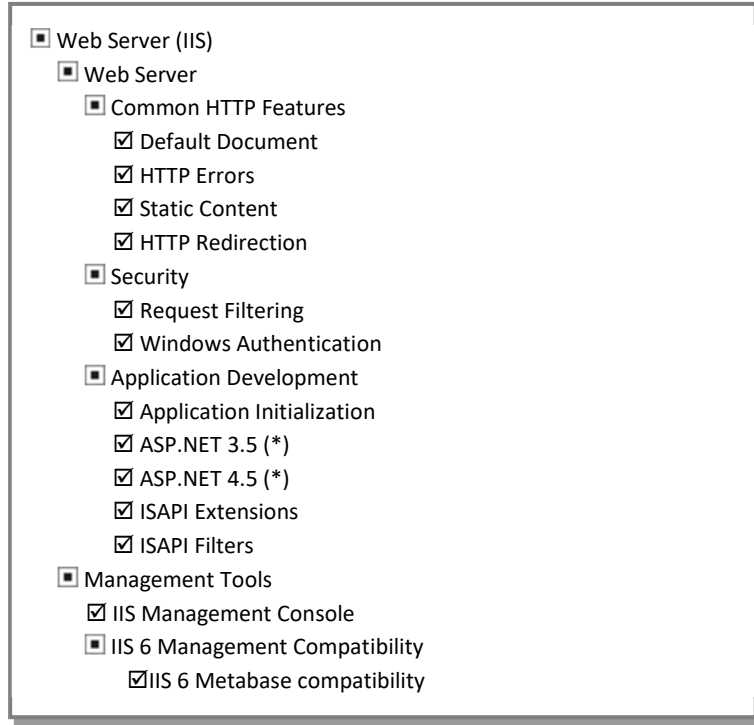 Web Server (IIS)
Web Server
Common HTTP Features
Default Document
HTTP Errors
Static Content
HTTP Redirection
Security
Request Filtering
Windows Authentication
Application Development
Application Initialization
ASP.NET 3.5 (*)
ASP.NET 4.5 (*)
ISAPI Extensions
ISAPI Filters
Management Tools
IIS Management Console
IIS 6 Management Compatibility
IIS 6 Metabase compatibility